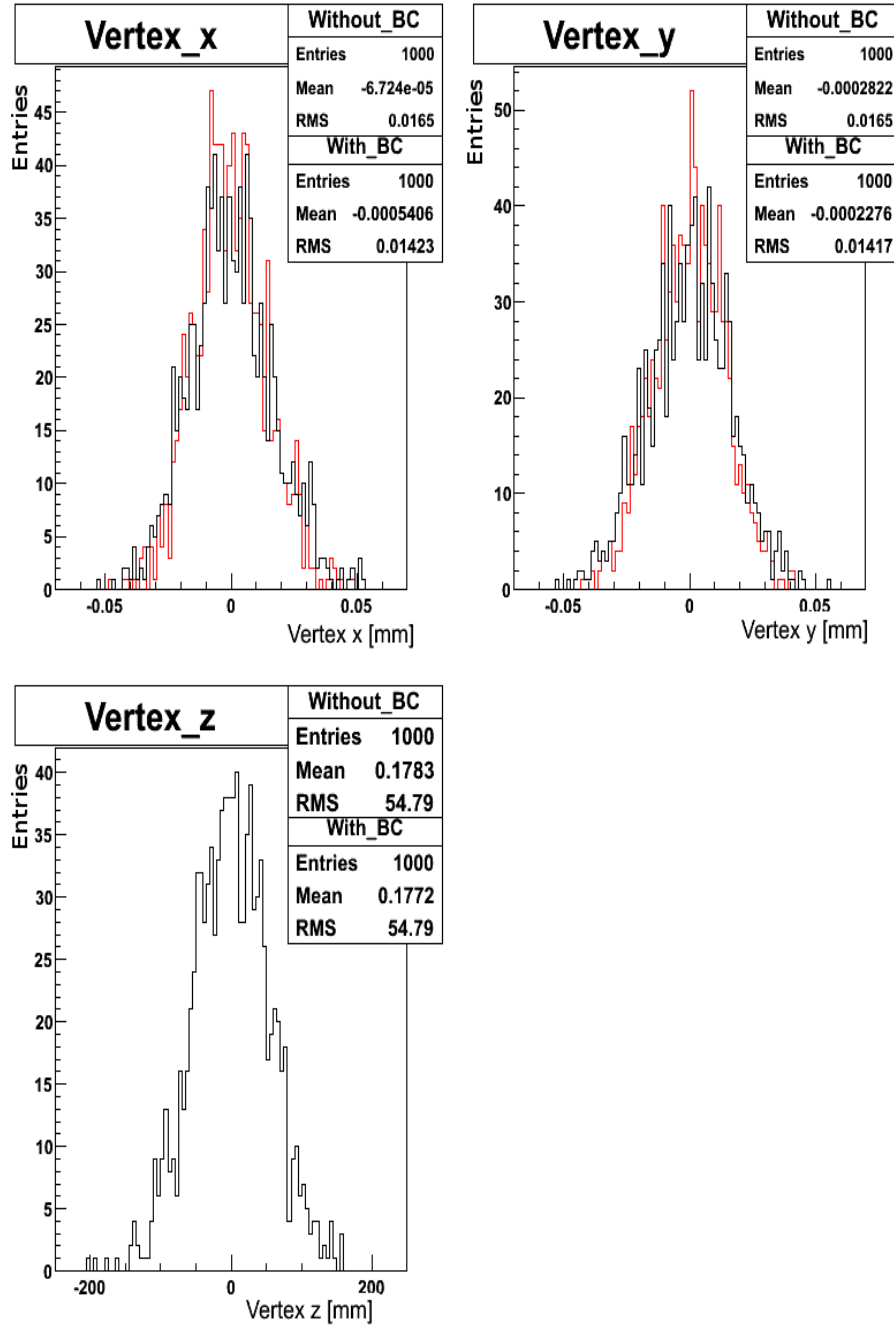 Vertex_x
Without_BC
Entries 1000
Mean -6.724e-05
RMS 0.0165
With_BC
Entries 1000
Mean -0.0005406
RMS 0.01423
Entries
45
40
35
30
25
20
15
10
5
0
-0.05 0 0.05
Vertex x [mm]
Vertex_y
Without_BC
Entries 1000
Mean -0.0002822
RMS 0.0165
With_BC
Entries 1000
Mean -0.0002276
RMS 0.01417
Entries
50
40
30
20
10
0
-0.05 0 0.05
Vertex y [mm]
Vertex_z
Without_BC
Entries 1000
Mean 0.1783
RMS 54.79
With_BC
Entries 1000
Mean 0.1772
RMS 54.79
Entries
40
35
30
25
20
15
10
5
0
-200 0 200
Vertex z [mm]